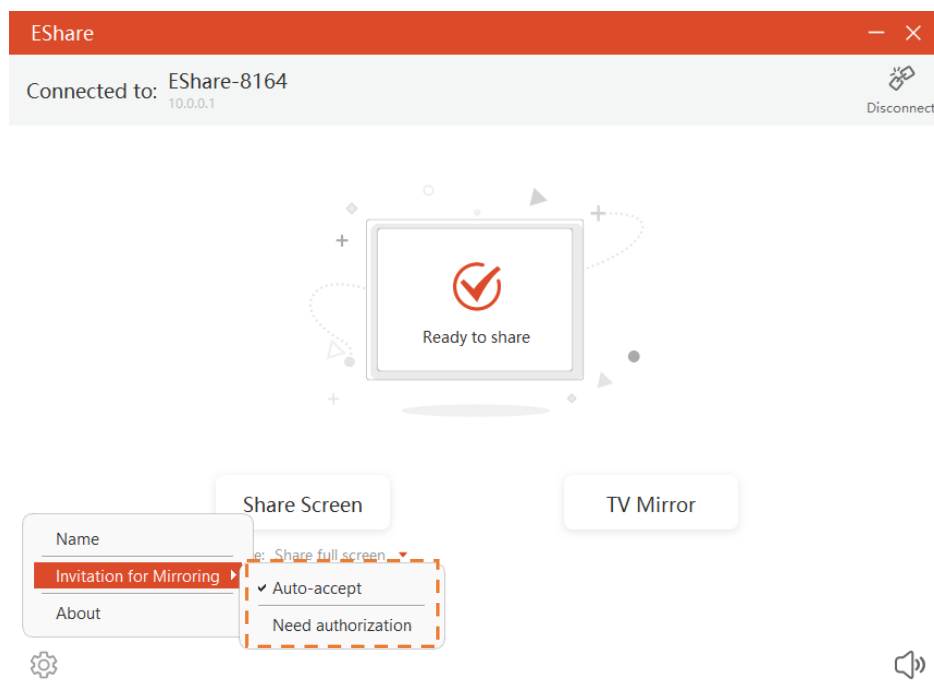 EShare
Connected to: EShare-8164
10.0.0.1
Disconnect
Ready to share
Share Screen
TV Mirror
e: Share full screen
Name
Invitation for Mirroring
About
Auto-accept
Need authorization